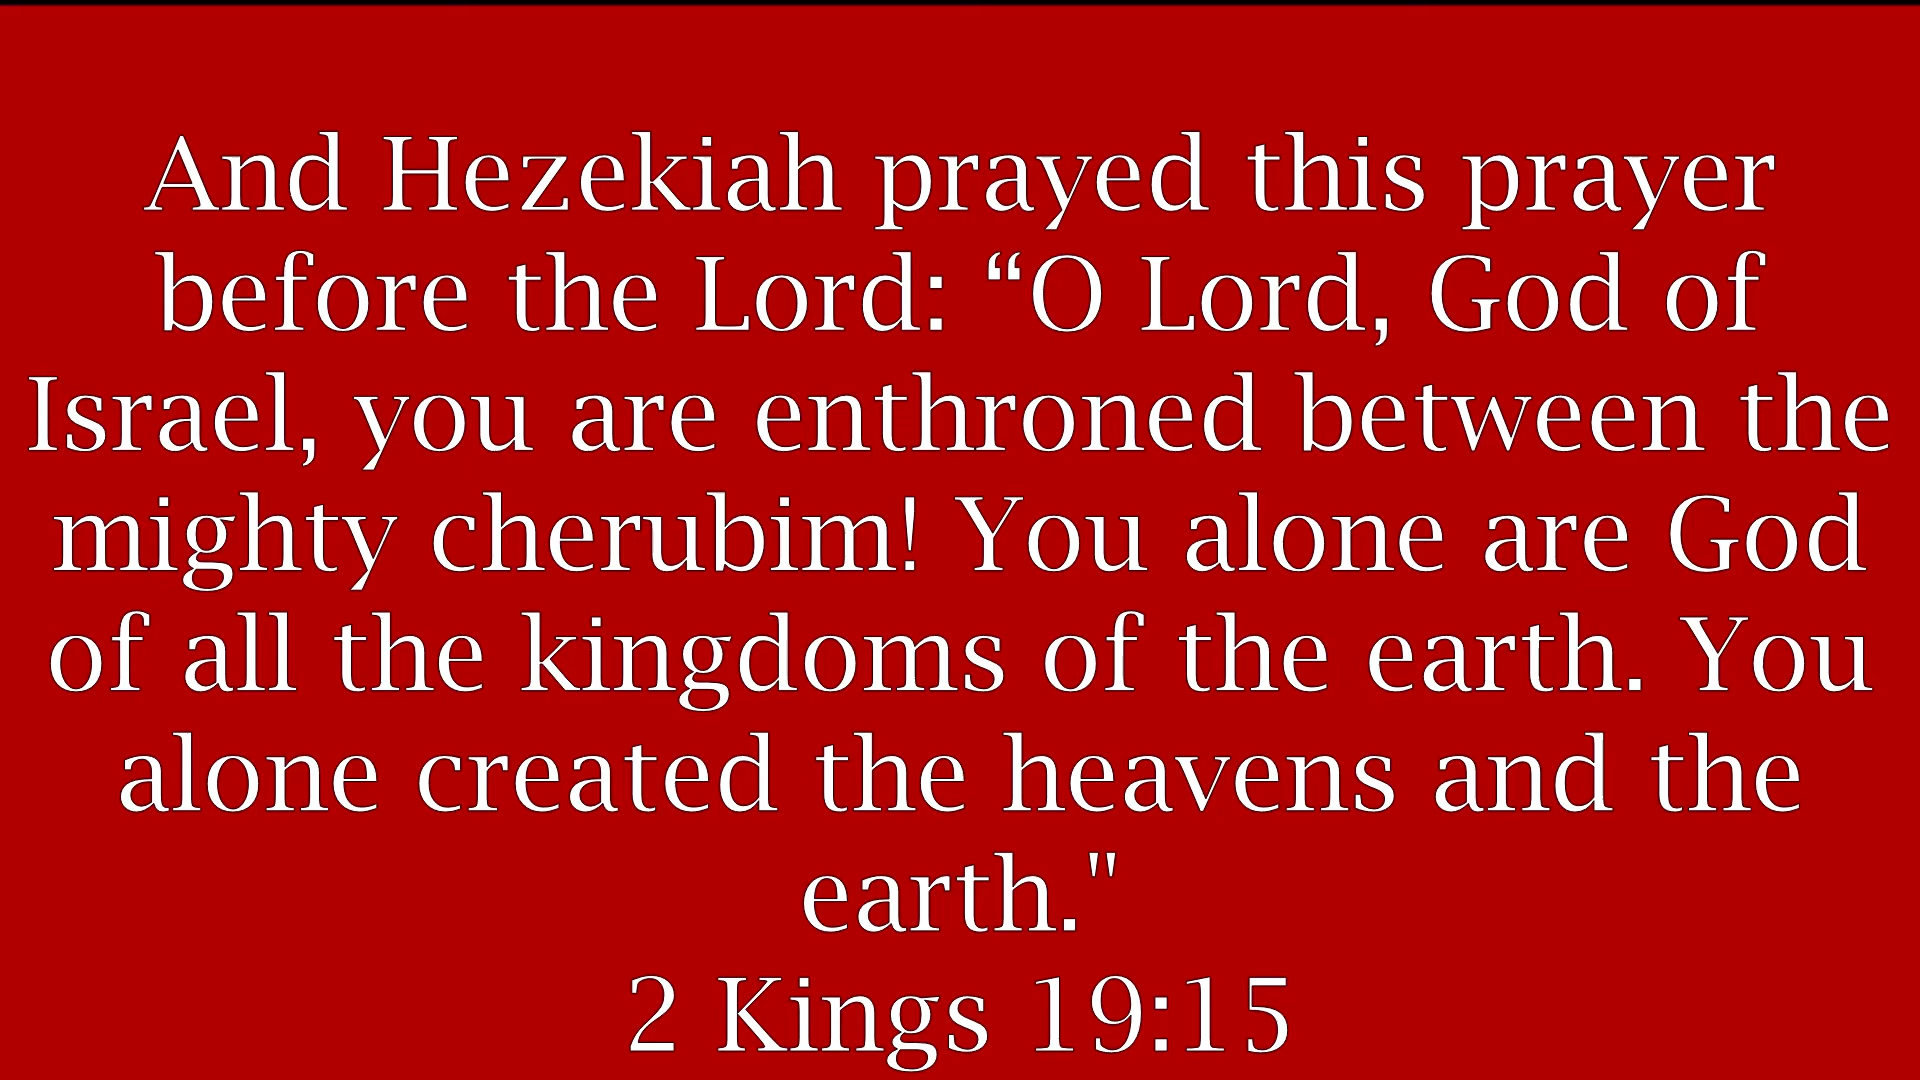 And Hezekiah prayed this prayer
before the Lord: “O Lord, God of
Israel, you are enthroned between the
mighty cherubim! You alone are God
of all the kingdoms of the earth. You
alone created the heavens and the
earth."
2 Kings 19:15